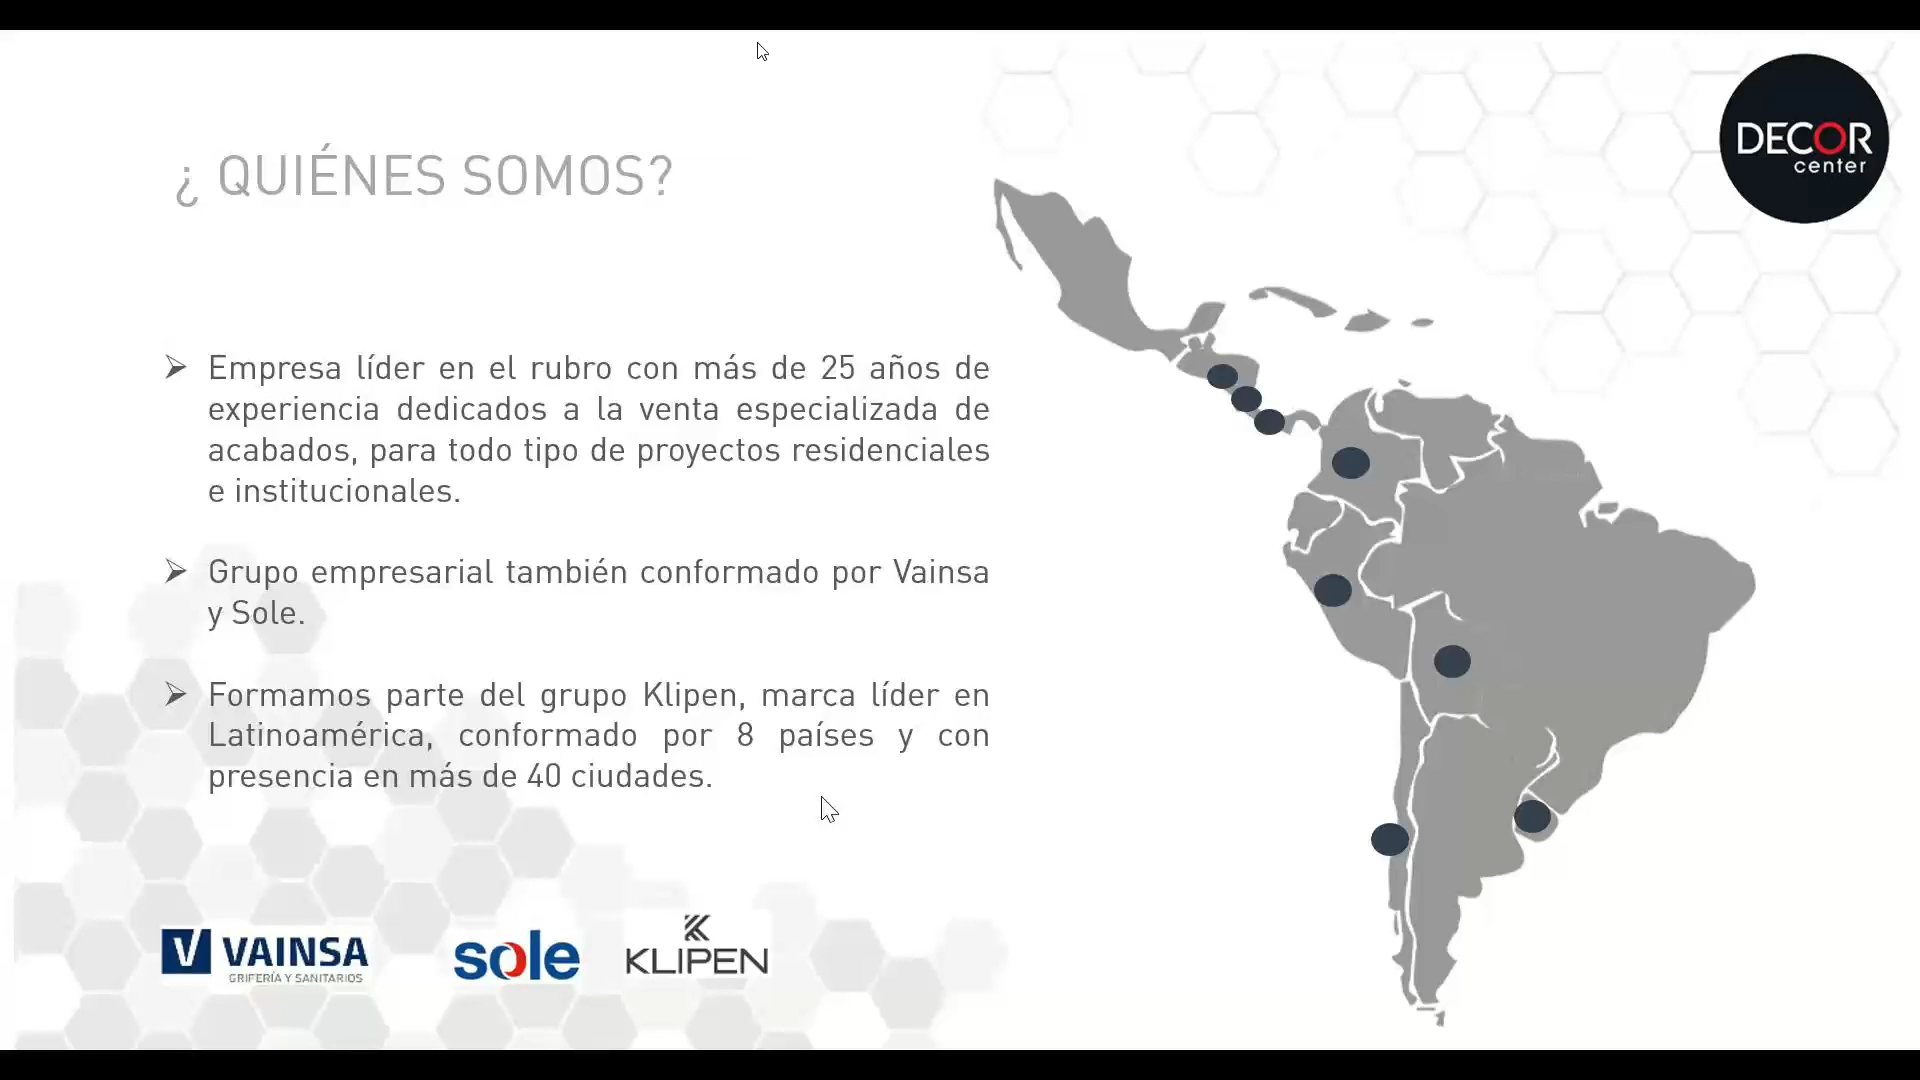 DECOR
center
¿ QUIÉNES SOMOS?
Empresa líder en el rubro con más de 25 años de
experiencia dedicados a la venta especializada de
acabados, para todo tipo de proyectos residenciales
e institucionales.
Grupo empresarial también conformado por Vainsa
y Sole.
Formamos parte del grupo Klipen, marca líder en
Latinoamérica, conformado por 8 países y con
presencia en más de 40 ciudades.
V VAINSA
GRIFERÍA Y SANITARIOS
sole
KLIPEN